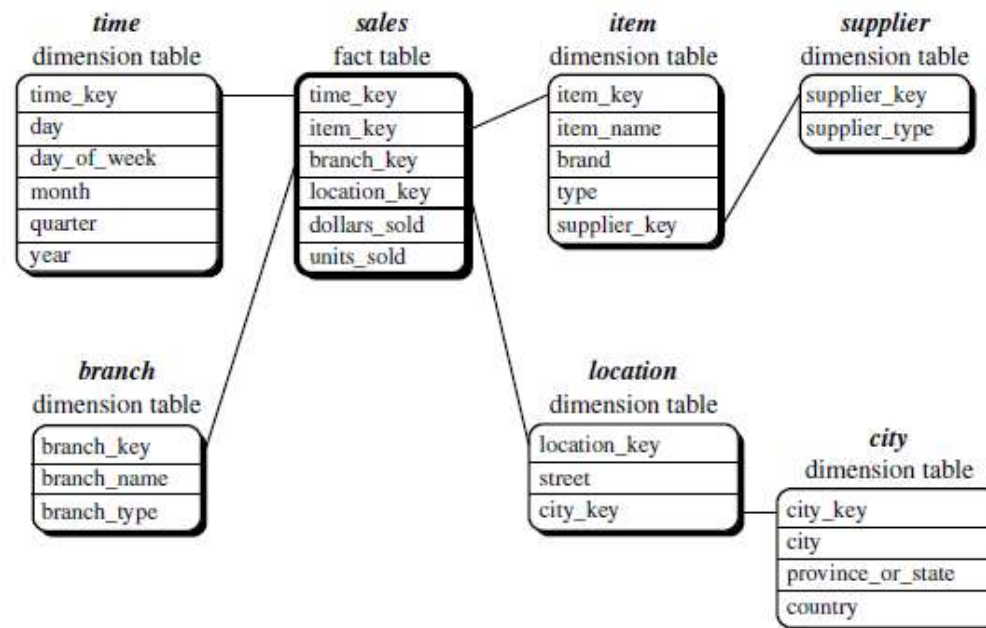 time
dimension table
time_key
day
day_of_week
month
quarter
year
sales
fact table
time_key
item_key
branch_key
location_key
dollars_sold
units_sold
item
dimension table
item_key
item_name
brand
type
supplier_key
supplier
dimension table
supplier_key
supplier_type
branch
dimension table
branch_key
branch_name
branch_type
location
dimension table
location_key
street
city_key
city
dimension table
city_key
city
province_or_state
country